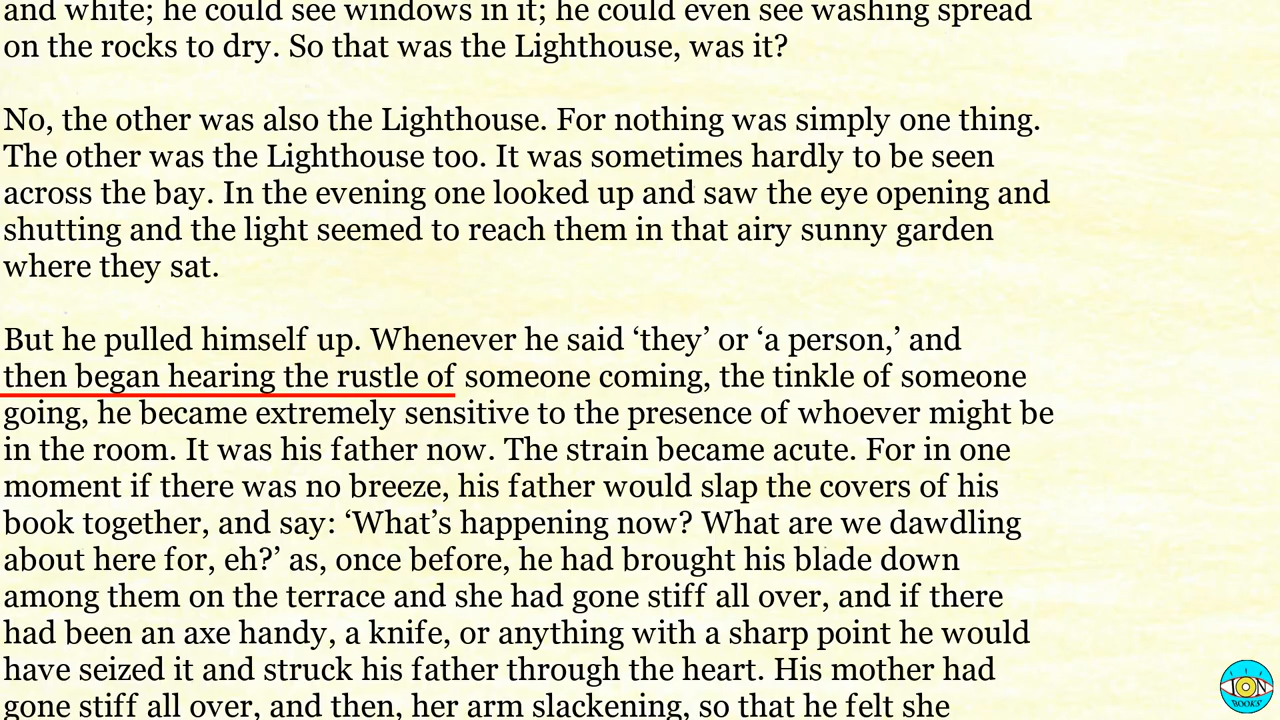 and white; he could see windows in it; he could even see washing spread
on the rocks to dry. So that was the Lighthouse, was it?
No, the other was also the Lighthouse. For nothing was simply one thing.
The other was the Lighthouse too. It was sometimes hardly to be seen
across the bay. In the evening one looked up and saw the eye opening and
shutting and the light seemed to reach them in that airy sunny garden
where they sat.
But he pulled himself up. Whenever he said ‘they’ or ‘a person,’ and
then began hearing the rustle of someone coming, the tinkle of someone
going, he became extremely sensitive to the presence of whoever might be
in the room. It was his father now. The strain became acute. For in one
moment if there was no breeze, his father would slap the covers of his
book together, and say: ‘What’s happening now? What are we dawdling
about here for, eh?’ as, once before, he had brought his blade down
among them on the terrace and she had gone stiff all over, and if there
had been an axe handy, a knife, or anything with a sharp point he would
have seized it and struck his father through the heart. His mother had
gone stiff all over, and then, her arm slackening, so that he felt she
ION
BOOKS